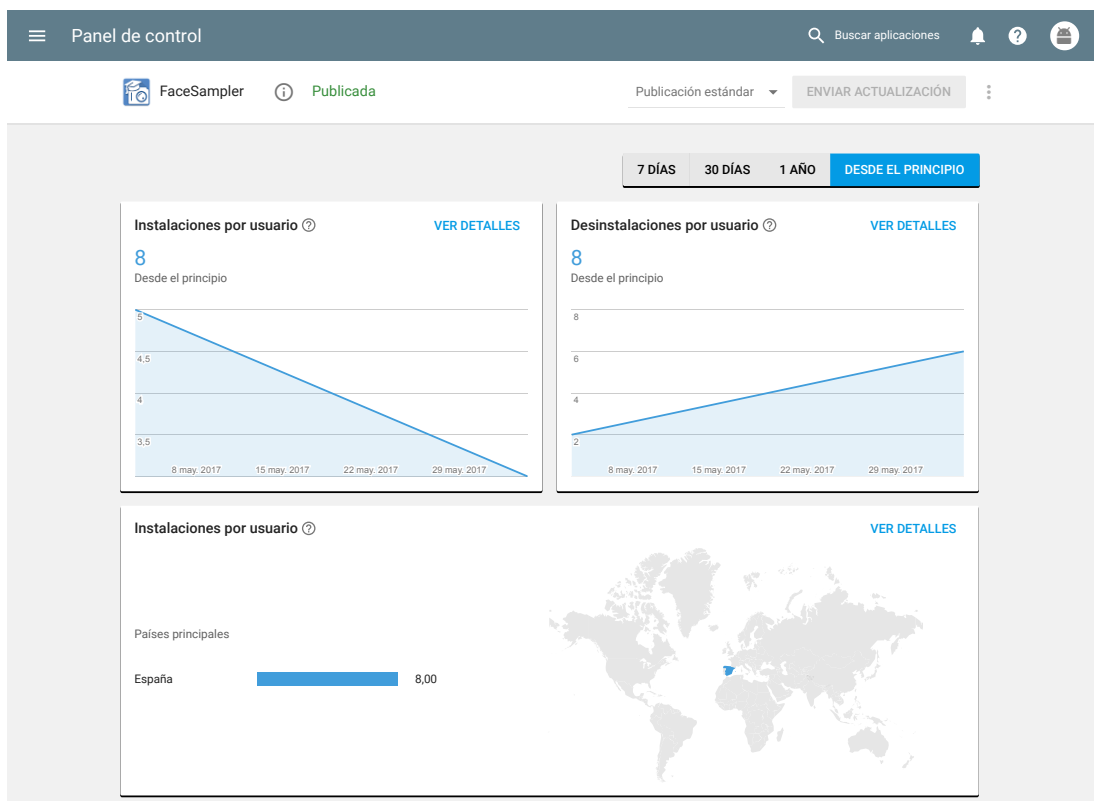 Panel de control
Buscar aplicaciones
FaceSampler
Publicada
Publicación estándar
ENVIAR ACTUALIZACIÓN
7 DÍAS 30 DÍAS 1 AÑO DESDE EL PRINCIPIO
Instalaciones por usuario
VER DETALLES
8
Desde el principio
5
4,5
4
3,5
8 may. 2017 15 may. 2017 22 may. 2017 29 may. 2017
Desinstalaciones por usuario
VER DETALLES
8
Desde el principio
8
6
4
2
8 may. 2017 15 may. 2017 22 may. 2017 29 may. 2017
Instalaciones por usuario
VER DETALLES
Países principales
España 8,00